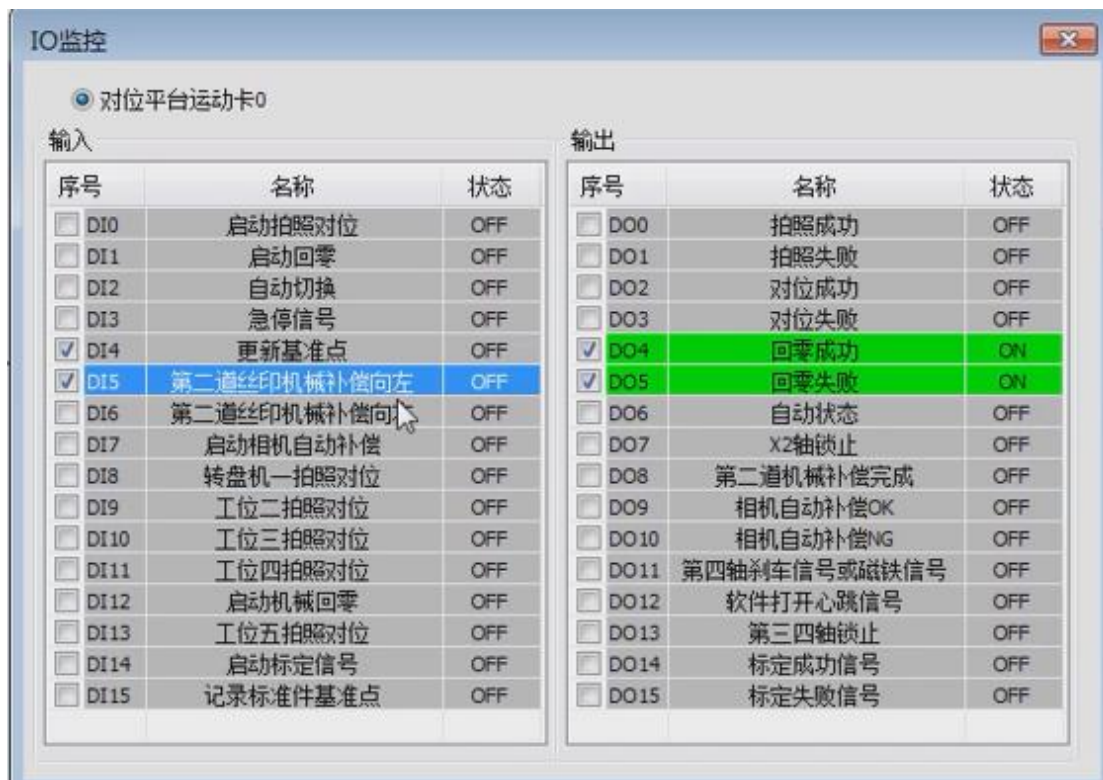 IO监控
对位平台运动卡0
输入
序号 名称 状态
DI0 启动拍照对位 OFF
DI1 启动回零 OFF
DI2 自动切换 OFF
DI3 急停信号 OFF
DI4 更新基准点 OFF
DI5 第二道丝印机械补偿向左 OFF
DI6 第二道丝印机械补偿向 OFF
DI7 启动相机自动补偿 OFF
DI8 转盘机一拍照对位 OFF
DI9 工位二拍照对位 OFF
DI10 工位三拍照对位 OFF
DI11 工位四拍照对位 OFF
DI12 启动机械回零 OFF
DI13 工位五拍照对位 OFF
DI14 启动标定信号 OFF
DI15 记录标准件基准点 OFF
输出
序号 名称 状态
DO0 拍照成功 OFF
DO1 拍照失败 OFF
DO2 对位成功 OFF
DO3 对位失败 OFF
DO4 回零成功 ON
DO5 回零失败 ON
DO6 自动状态 OFF
DO7 X2轴锁止 OFF
DO8 第二道机械补偿完成 OFF
DO9 相机自动补偿OK OFF
DO10 相机自动补偿NG OFF
DO11 第四轴刹车信号或磁铁信号 OFF
DO12 软件打开心跳信号 OFF
DO13 第三四轴锁止 OFF
DO14 标定成功信号 OFF
DO15 标定失败信号 OFF